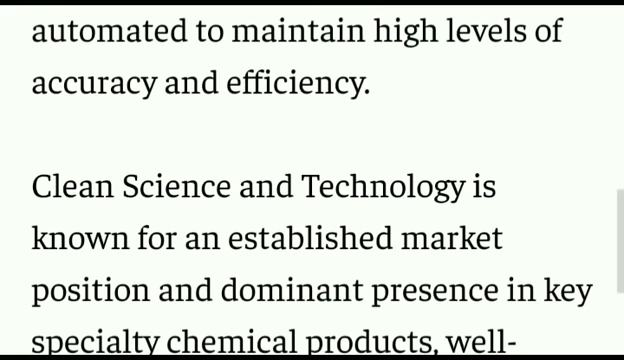 automated to maintain high levels of
accuracy and efficiency.
Clean Science and Technology is
known for an established market
position and dominant presence in key
specialty chemical products, well-